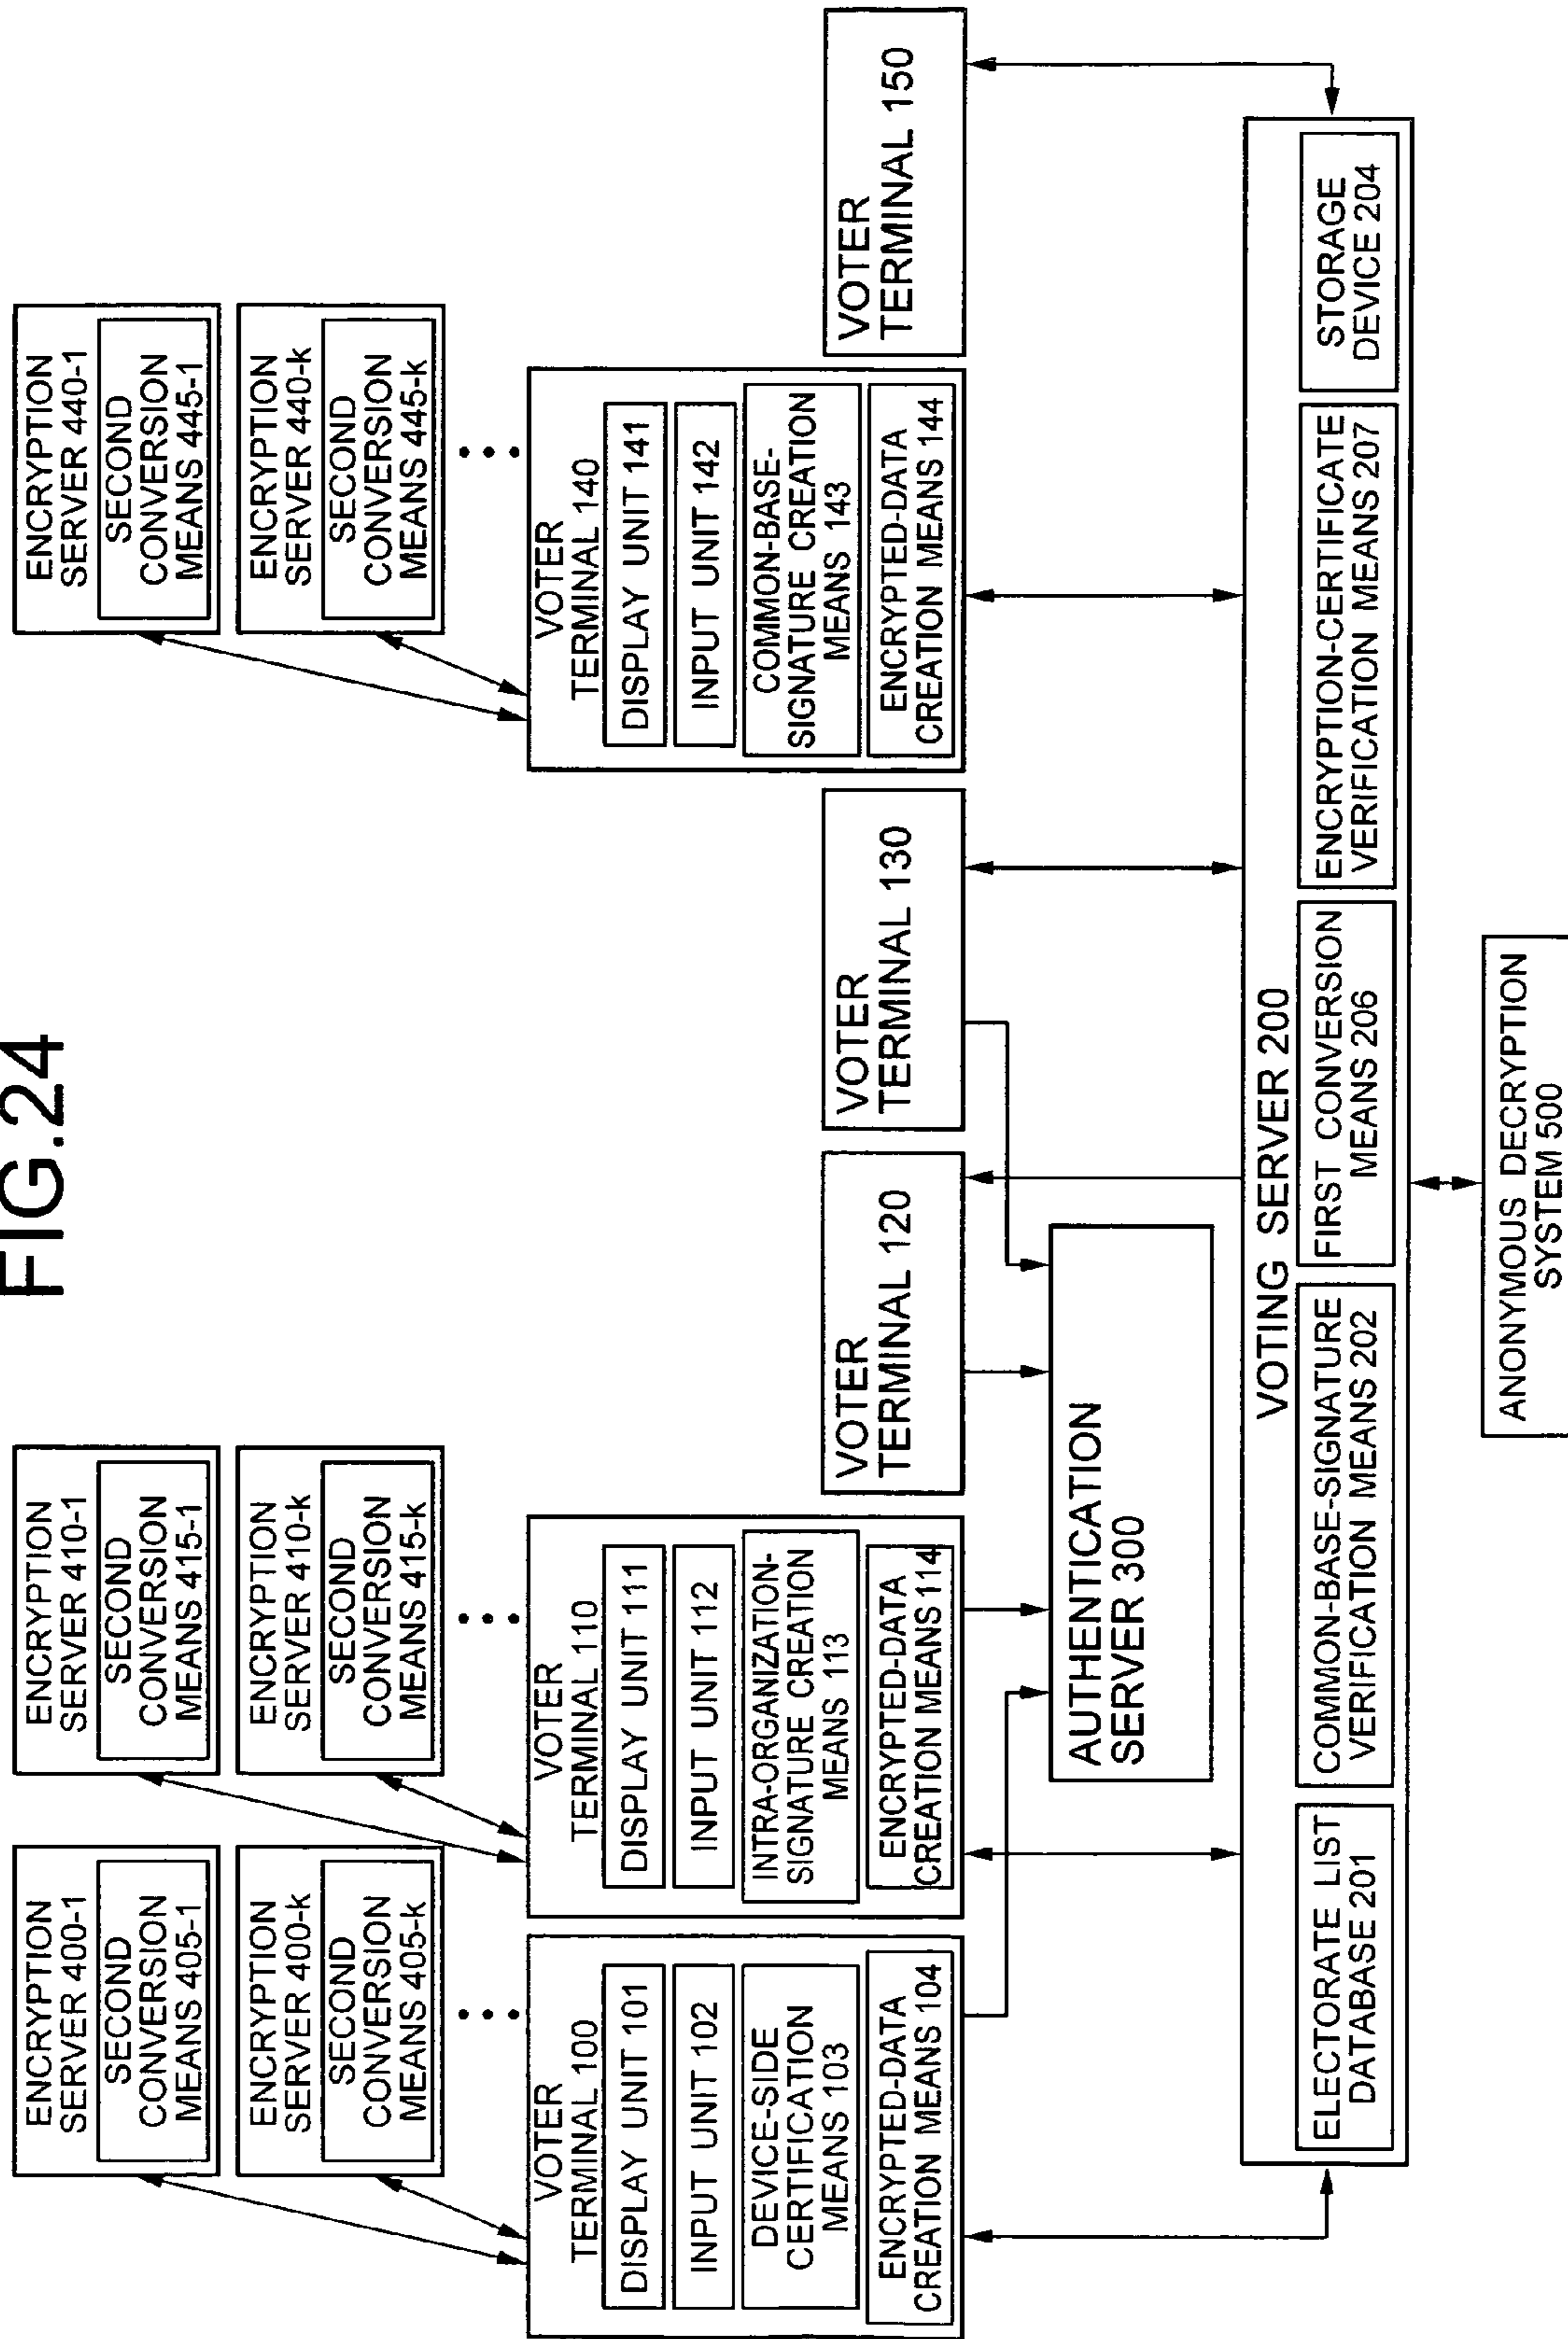 FIG.24
ENCRYPTION
SERVER 400-1
SECOND
CONVERSION
MEANS 405-1
ENCRYPTION
SERVER 400-k
SECOND
CONVERSION
MEANS 405-k
VOTER
TERMINAL 100
DISPLAY UNIT 101
INPUT UNIT 102
DEVICE-SIDE
CERTIFICATION
MEANS 103
ENCRYPTED-DATA
CREATION MEANS 104
ENCRYPTION
SERVER 410-1
SECOND
CONVERSION
MEANS 415-1
ENCRYPTION
SERVER 410-k
SECOND
CONVERSION
MEANS 415-k
VOTER
TERMINAL 110
DISPLAY UNIT 111
INPUT UNIT 112
INTRA-ORGANIZATION-
SIGNATURE CREATION
MEANS 113
ENCRYPTED-DATA
CREATION MEANS 114
VOTER
TERMINAL 120
VOTER
TERMINAL 130
ENCRYPTION
SERVER 440-1
SECOND
CONVERSION
MEANS 445-1
ENCRYPTION
SERVER 440-k
SECOND
CONVERSION
MEANS 445-k
VOTER
TERMINAL 140
DISPLAY UNIT 141
INPUT UNIT 142
COMMON-BASE-
SIGNATURE CREATION
MEANS 143
ENCRYPTED-DATA
CREATION MEANS 144
VOTER
TERMINAL 150
AUTHENTICATION
SERVER 300
VOTING SERVER 200
ELECTORATE LIST
DATABASE 201
COMMON-BASE-SIGNATURE
VERIFICATION MEANS 202
FIRST CONVERSION
MEANS 206
ENCRYPTION-CERTIFICATE
VERIFICATION MEANS 207
STORAGE
DEVICE 204
ANONYMOUS DECRYPTION
SYSTEM 500